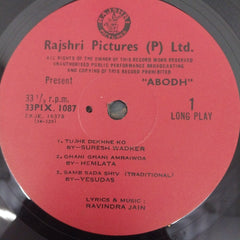 Rajshri Pictures (P) Ltd.
ALL RIGHTS OF THE OWNER OF THIS RECORD WORK RESERVED
UNAUTHORISED PUBLIC PERFORMANCE BROADCASTING
AND COPYING OF THIS RECORD PROHIBITED
Present "ABODH"
33 1/3 r.p.m.
33PIX. 1087
1
LONG PLAY
1 TUJHE DEKHNE KO
BY—SURESH WADKER
2 GHANI GHANI AMBAIWOA
BY—HEMLATA
3 SAMB SADA SHIV (TRADITIONAL)
BY—YESUDAS
LYRICS & MUSIC :
RAVINDRA JAIN